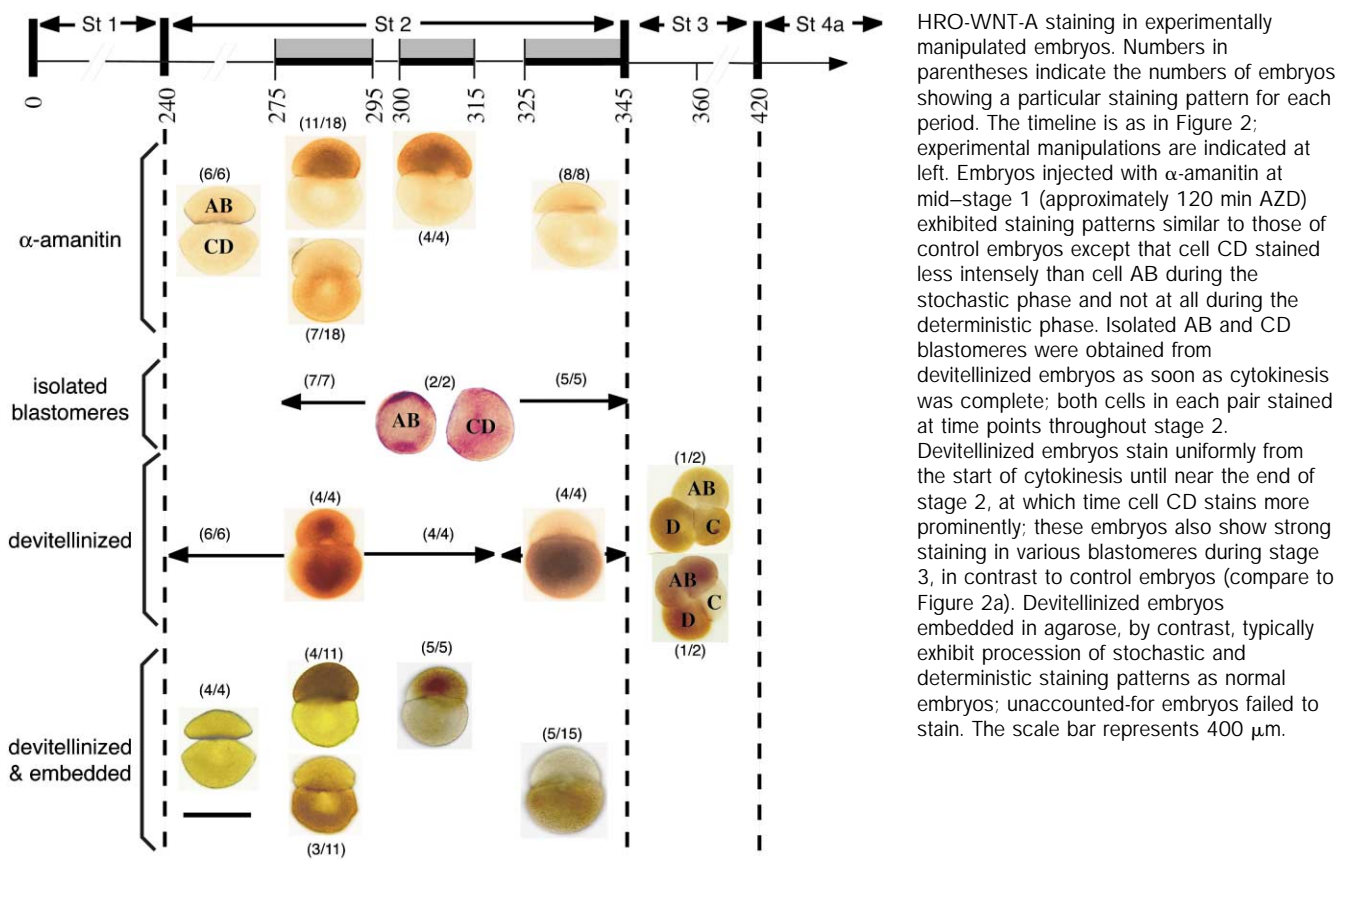 St 1
St 2
St 3
St 4a
0
240
275
295
300
315
325
345
360
420
α-amanitin
(6/6)
AB
CD
(11/18)
(7/18)
(4/4)
(8/8)
isolated
blastomeres
(7/7)
(2/2)
(5/5)
AB
CD
devitellinized
(6/6)
(4/4)
(4/4)
(4/4)
(1/2)
AB
D
C
AB
C
D
(1/2)
devitellinized
& embedded
(4/4)
(4/11)
(3/11)
(5/5)
(5/15)
HRO-WNT-A staining in experimentally
manipulated embryos. Numbers in
parentheses indicate the numbers of embryos
showing a particular staining pattern for each
period. The timeline is as in Figure 2;
experimental manipulations are indicated at
left. Embryos injected with α-amanitin at
mid–stage 1 (approximately 120 min AZD)
exhibited staining patterns similar to those of
control embryos except that cell CD stained
less intensely than cell AB during the
stochastic phase and not at all during the
deterministic phase. Isolated AB and CD
blastomeres were obtained from
devitellinized embryos as soon as cytokinesis
was complete; both cells in each pair stained
at time points throughout stage 2.
Devitellinized embryos stain uniformly from
the start of cytokinesis until near the end of
stage 2, at which time cell CD stains more
prominently; these embryos also show strong
staining in various blastomeres during stage
3, in contrast to control embryos (compare to
Figure 2a). Devitellinized embryos
embedded in agarose, by contrast, typically
exhibit procession of stochastic and
deterministic staining patterns as normal
embryos; unaccounted-for embryos failed to
stain. The scale bar represents 400 μm.